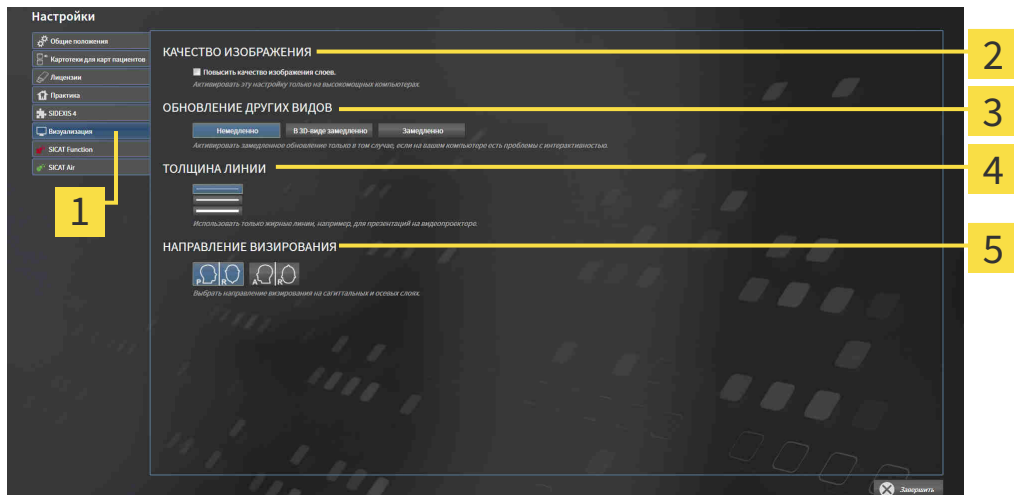 Настройки
Общие положения
Картотеки для карт пациентов
Лицензии
Практика
SIDEXIS 4
Визуализация
SICAT Function
SICAT Air
1
КАЧЕСТВО ИЗОБРАЖЕНИЯ
2
Повысить качество изображения слоев.
Активировать эту настройку только на высокомощных компьютерах.
ОБНОВЛЕНИЕ ДРУГИХ ВИДОВ
3
Немедленно В 3D-виде замедленно Замедленно
Активировать замедленное обновление только в том случае, если на вашем компьютере есть проблемы с интерактивностью.
ТОЛЩИНА ЛИНИИ
4
Использовать только жирные линии, например, для презентаций на видеопроекторе.
НАПРАВЛЕНИЕ ВИЗИРОВАНИЯ
5
P R A R
Выбрать направление визирования на сагиттальных и осевых слоях.
Завершить